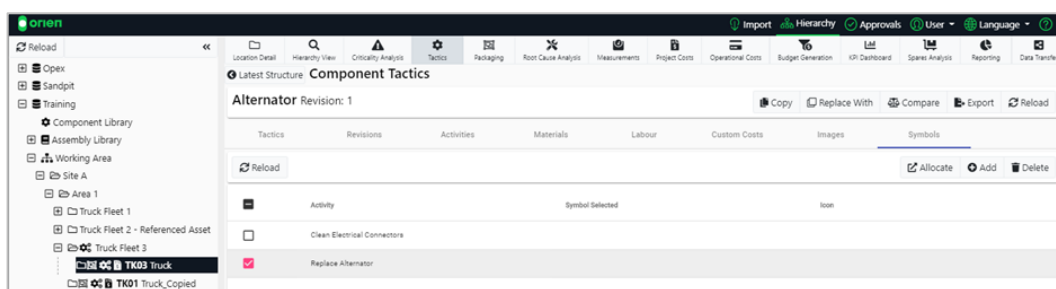 orien
Import Hierarchy Approvals User Language
Reload
Location Detail Hierarchy View Criticality Analysis Tactics Packaging Root Cause Analysis Measurements Project Costs Operational Costs Budget Generation KPI Dashboard Spares Analysis Reporting Data Transfe
Latest Structure Component Tactics
Opex
Sandpit
Training
Component Library
Assembly Library
Working Area
Site A
Area 1
Truck Fleet 1
Truck Fleet 2 - Referenced Asset
Truck Fleet 3
TK03 Truck
TK01 Truck_Copied
Alternator Revision: 1
Copy Replace With Compare Export Reload
Tactics Revisions Activities Materials Labour Custom Costs Images Symbols
Reload Allocate Add Delete
Activity Symbol Selected Icon
Clean Electrical Connectors
Replace Alternator